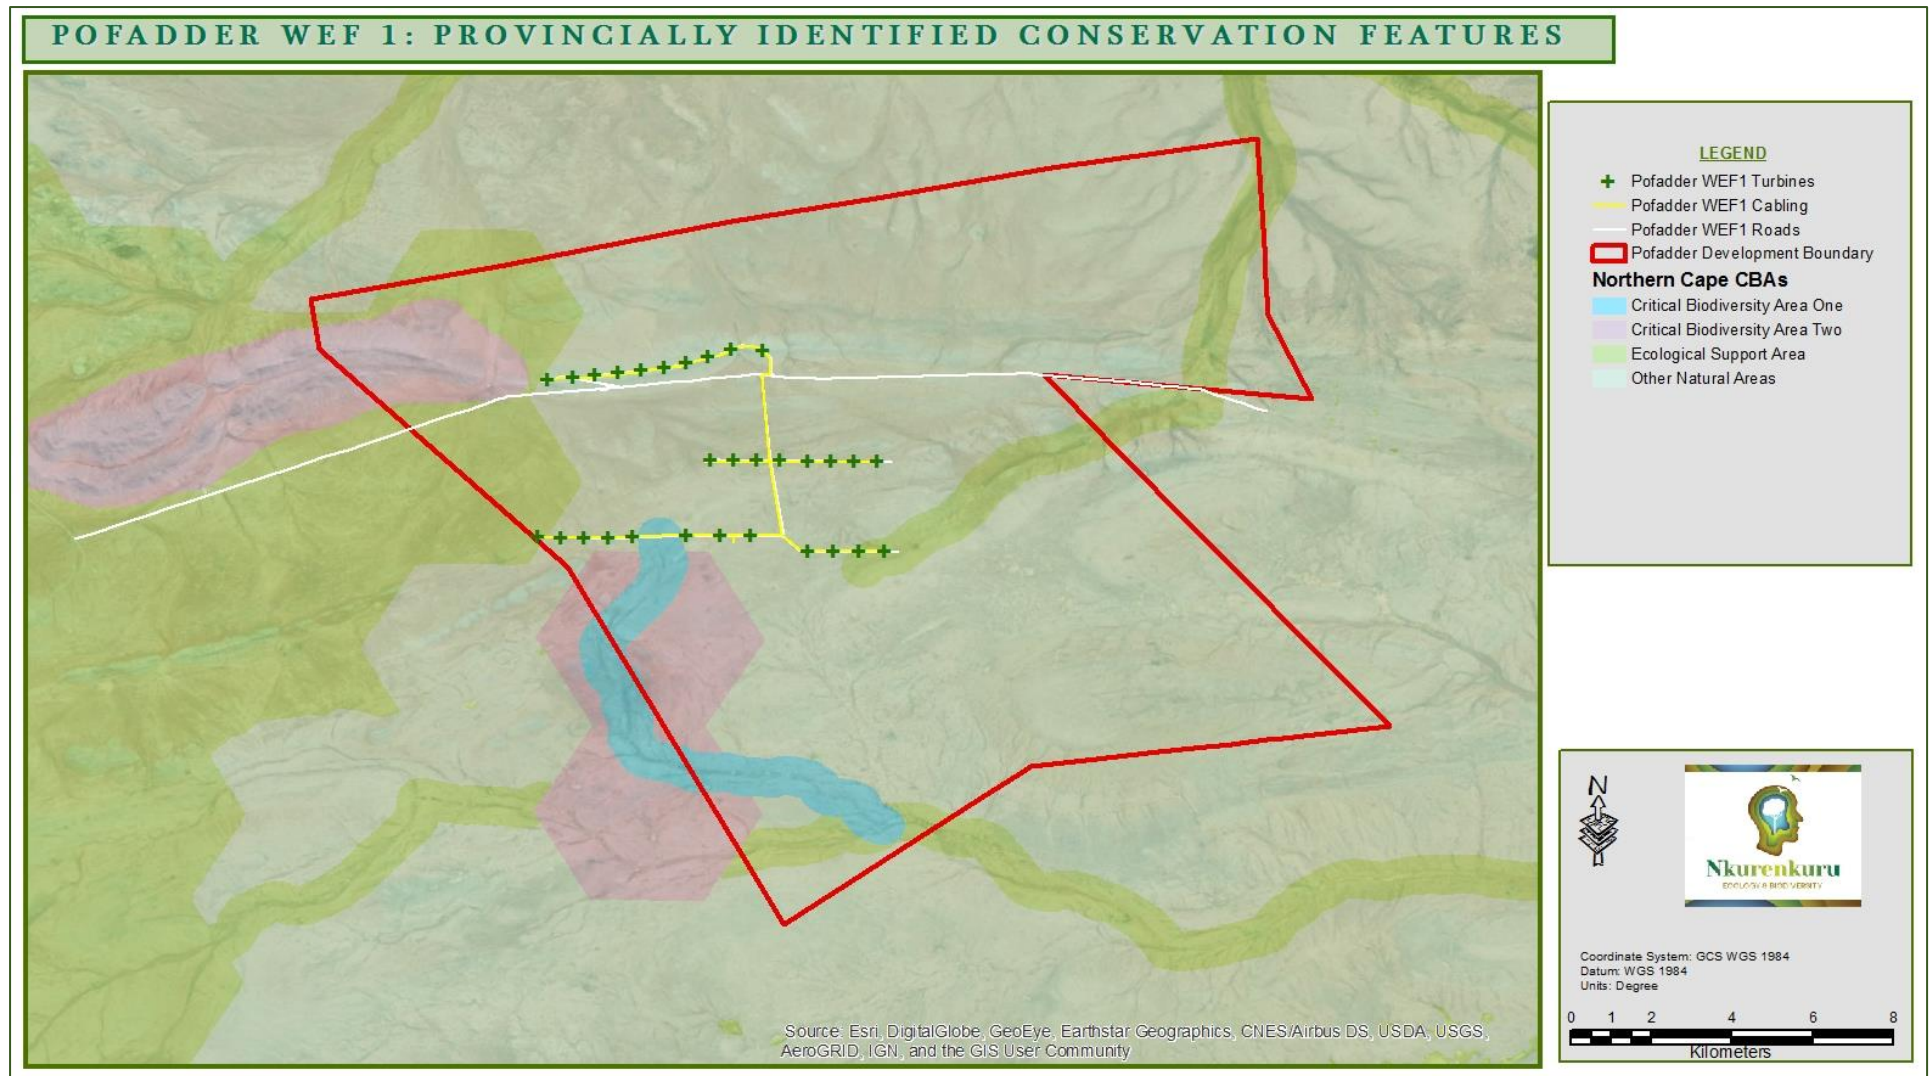 POFADDER WEF 1: PROVINCIALLY IDENTIFIED CONSERVATION FEATURES
LEGEND
Pofadder WEF1 Turbines
Pofadder WEF1 Cabling
Pofadder WEF1 Roads
Pofadder Development Boundary
Northern Cape CBAs
Critical Biodiversity Area One
Critical Biodiversity Area Two
Ecological Support Area
Other Natural Areas
N
Nkurenkuru
ECOLOGY & BIODIVERSITY
Coordinate System: GCS WGS 1984
Datum: WGS 1984
Units: Degree
0 1 2 4 6 8
Kilometers
Source: Esri, DigitalGlobe, GeoEye, Earthstar Geographics, CNES/Airbus DS, USDA, USGS,
AeroGRID, IGN, and the GIS User Community